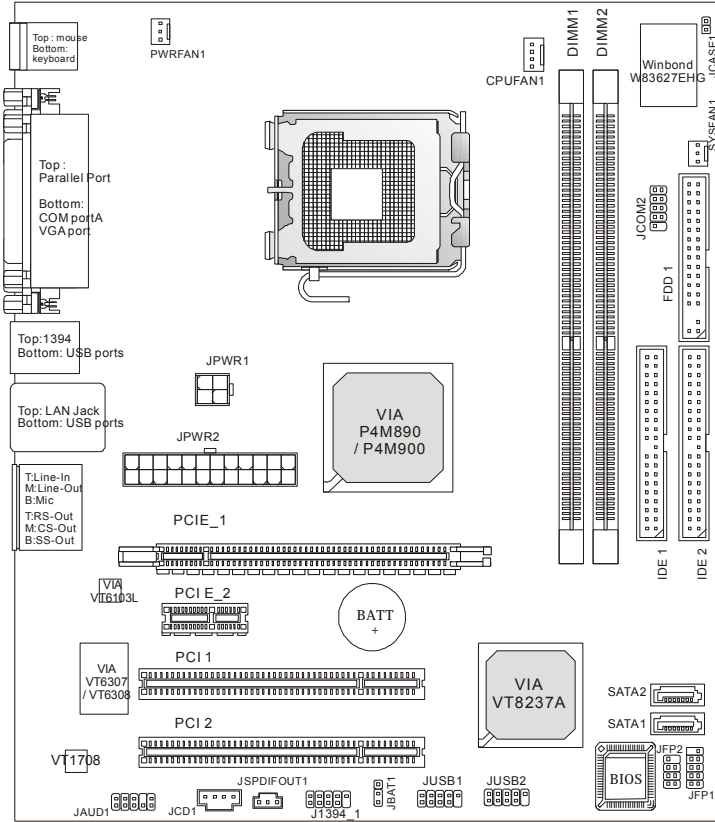 Top : mouse
Bottom:
keyboard
PWRFAN1
CPUFAN1
DIMM1
DIMM2
Winbond
W83627EHG
JCASE1
SYSFAN1
Top :
Parallel Port
Bottom:
COM portA
VGA port
JCOM2
FDD 1
Top:1394
Bottom: USB ports
JPWR1
Top: LAN Jack
Bottom: USB ports
VIA
P4M890
/ P4M900
JPWR2
T:Line-In
M:Line-Out
B:Mic
T:RS-Out
M:CS-Out
B:SS-Out
PCIE_1
IDE 1
IDE 2
VIA
VT6103L
PCI E_2
BATT
+
VIA
VT6307
/ VT6308
PCI 1
VIA
VT8237A
SATA2
SATA1
PCI 2
VT1708
BIOS
JFP2
JFP1
JAUD1
JCD1
JSPDIFOUT1
J1394_1
JBAT1
JUSB1
JUSB2